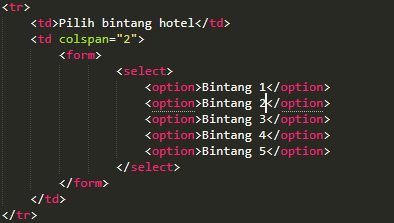 <tr>
<td>Pilih bintang hotel</td>
<td colspan="2">
<form>
<select>
<option>Bintang 1</option>
<option>Bintang 2</option>
<option>Bintang 3</option>
<option>Bintang 4</option>
<option>Bintang 5</option>
</select>
</form>
</td>
</tr>